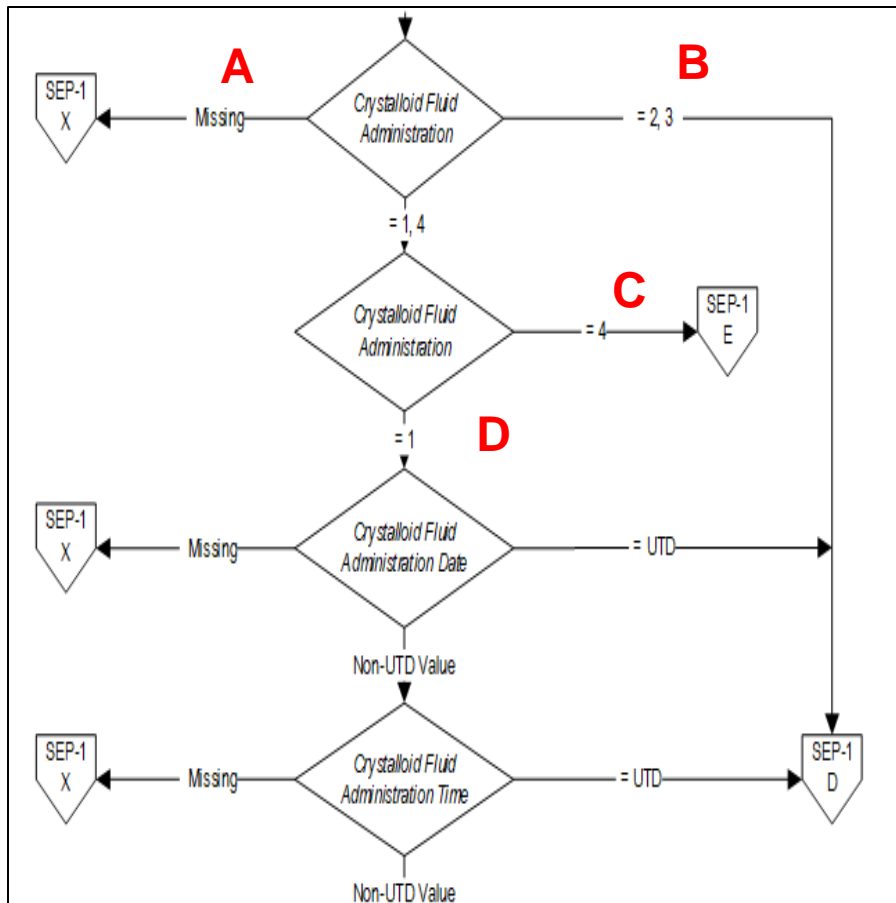 A
B
SEP-1
X
Missing
Crystalloid Fluid
Administration
= 2, 3
= 1, 4
C
Crystalloid Fluid
Administration
= 4
SEP-1
E
= 1
D
SEP-1
X
Missing
Crystalloid Fluid
Administration Date
= UTD
Non-UTD Value
SEP-1
X
Missing
Crystalloid Fluid
Administration Time
= UTD
SEP-1
D
Non-UTD Value